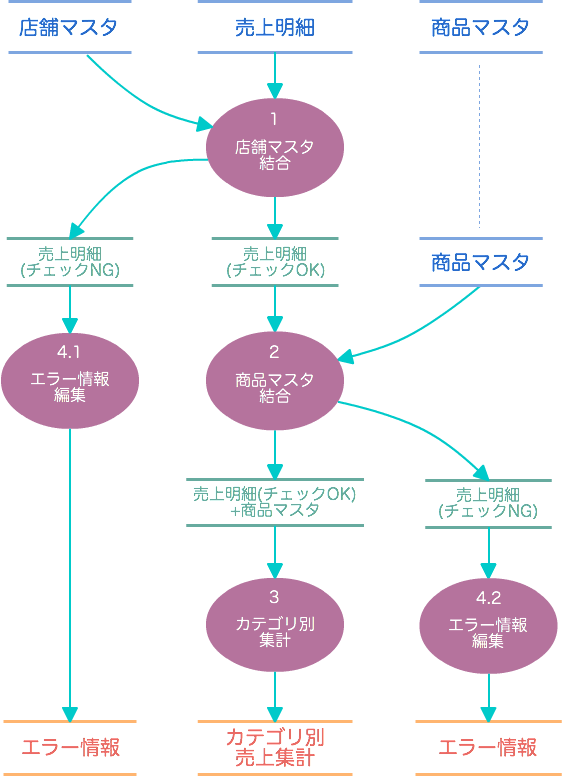 店舗マスタ
売上明細
商品マスタ
1
店舗マスタ
結合
売上明細
(チェックNG)
売上明細
(チェックOK)
商品マスタ
4.1
エラー情報
編集
2
商品マスタ
結合
売上明細(チェックOK)
+商品マスタ
売上明細
(チェックNG)
3
カテゴリ別
集計
4.2
エラー情報
編集
エラー情報
カテゴリ別
売上集計
エラー情報